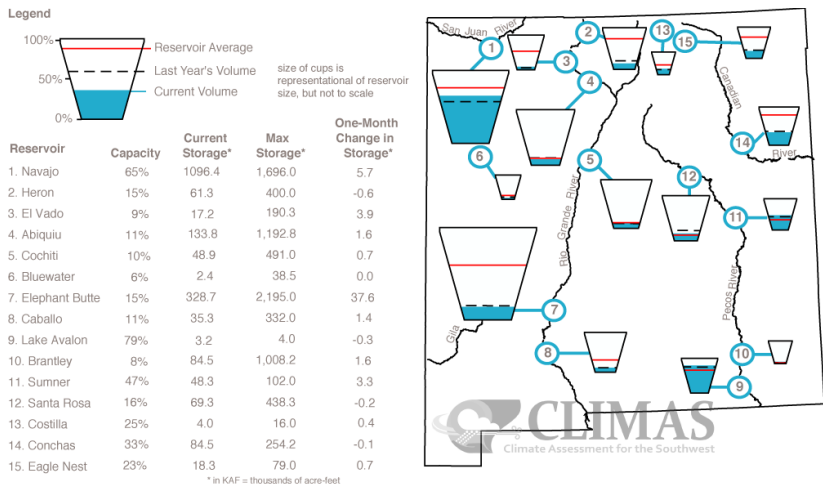 Legend
100%
50%
0%
Reservoir Average
Last Year's Volume
Current Volume
size of cups is
representational of reservoir
size, but not to scale
Reservoir Capacity Current Storage* Max Storage* One-Month Change in Storage*
1. Navajo 65% 1096.4 1,696.0 5.7
2. Heron 15% 61.3 400.0 -0.6
3. El Vado 9% 17.2 190.3 3.9
4. Abiquiu 11% 133.8 1,192.8 1.6
5. Cochiti 10% 48.9 491.0 0.7
6. Bluewater 6% 2.4 38.5 0.0
7. Elephant Butte 15% 328.7 2,195.0 37.6
8. Caballo 11% 35.3 332.0 1.4
9. Lake Avalon 79% 3.2 4.0 -0.3
10. Brantley 8% 84.5 1,008.2 1.6
11. Sumner 47% 48.3 102.0 3.3
12. Santa Rosa 16% 69.3 438.3 -0.2
13. Costilla 25% 4.0 16.0 0.4
14. Conchas 33% 84.5 254.2 -0.1
15. Eagle Nest 23% 18.3 79.0 0.7
* in KAF = thousands of acre-feet
San Juan River
1
2
13
15
3
4
Canadian
14
River
6
5
12
11
Rio Grande River
Pecos River
7
Gila
8
10
9
CLIMAS
Climate Assessment for the Southwest